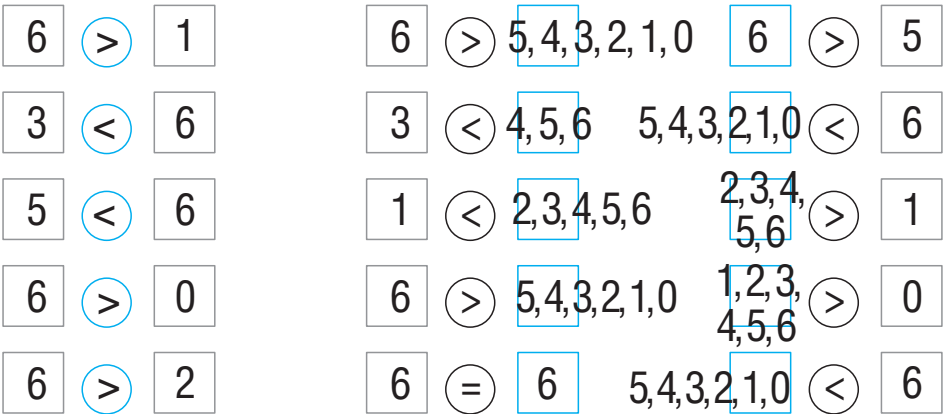 6 > 1 6 > 5, 4, 3, 2, 1, 0 6 > 5
3 < 6 3 < 4, 5, 6 5, 4, 3, 2, 1, 0 < 6
5 < 6 1 < 2, 3, 4, 5, 6 2, 3, 4, 5, 6 > 1
6 > 0 6 > 5, 4, 3, 2, 1, 0 1, 2, 3, 4, 5, 6 > 0
6 > 2 6 = 6 5, 4, 3, 2, 1, 0 < 6